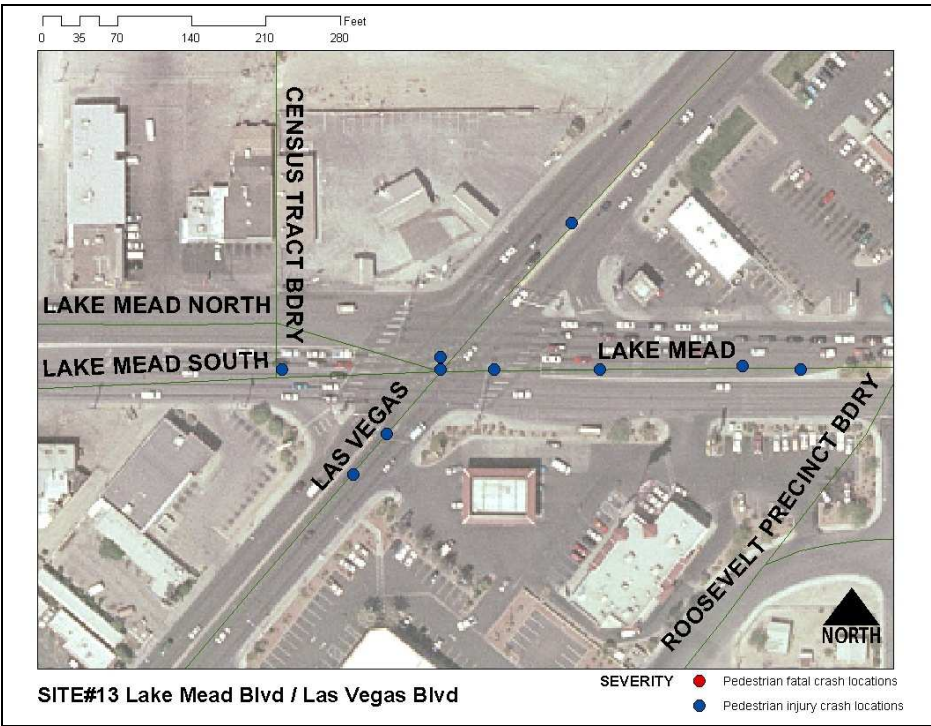 Feet
0 35 70 140 210 280
CENSUS TRACT BDRY
LAKE MEAD NORTH
LAKE MEAD SOUTH
LAKE MEAD
LAS VEGAS
ROOSEVELT PRECINCT BDRY
NORTH
SITE#13 Lake Mead Blvd / Las Vegas Blvd
SEVERITY
Pedestrian fatal crash locations
Pedestrian injury crash locations